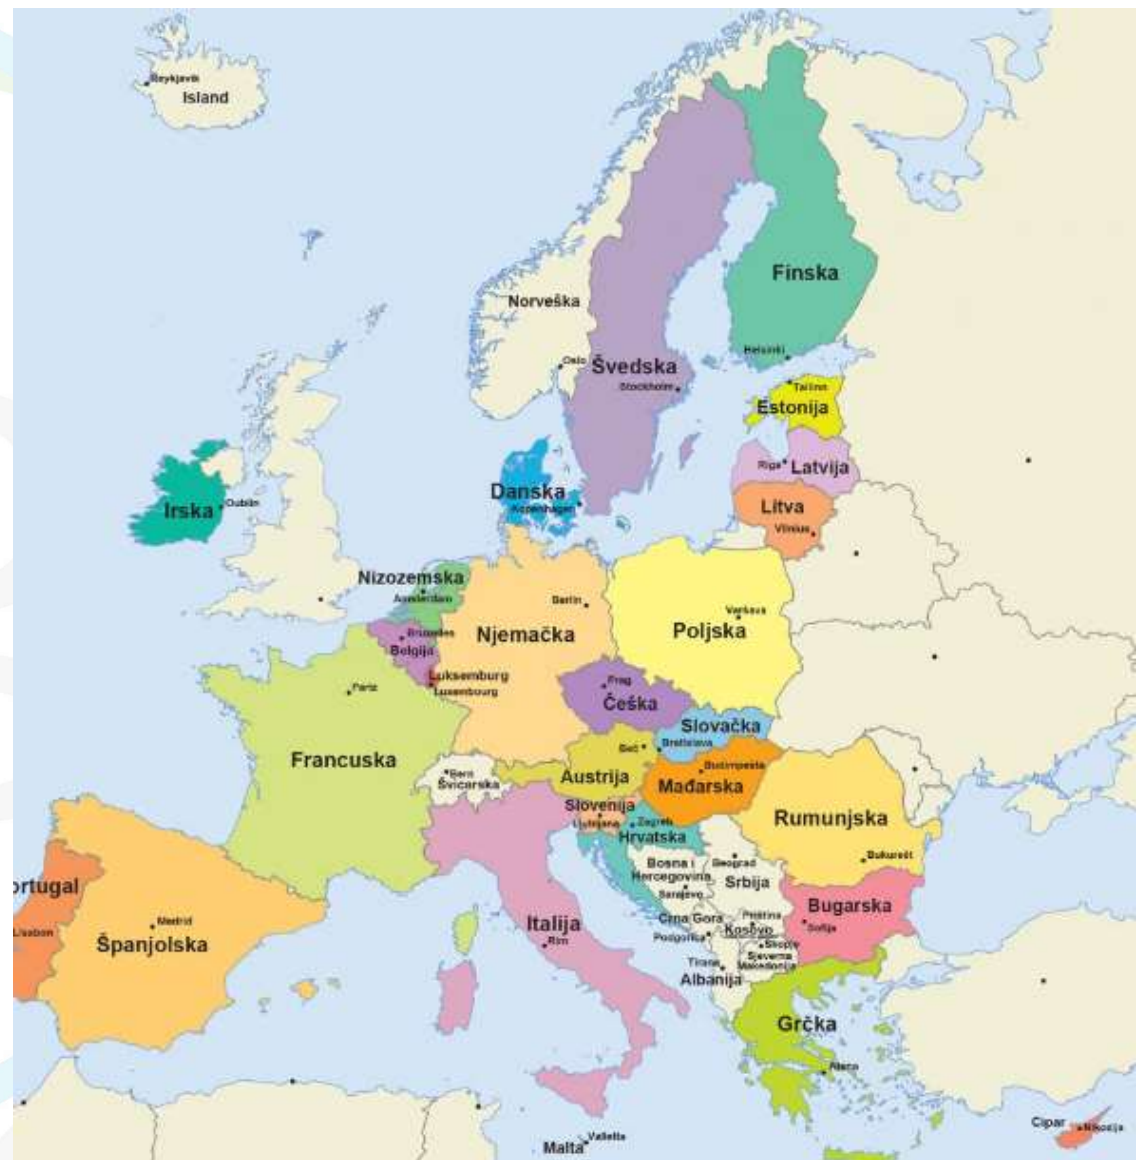 Reykjavik
Island
Finska
Norveška
Helsinki
Oslo
Švedska
Stockholm
Tallinn
Estonija
Riga
Latvija
Danska
Kopenhagen
Litva
Vilnius
Irska
Dublin
Nizozemska
Amsterdam
Berlin
Varšava
Njemačka
Poljska
Bruxelles
Belgija
Luksemburg
Luxembourg
Pariz
Prag
Češka
Slovačka
Bratislava
Beč
Francuska
Bern
Švicarska
Austrija
Budimpešta
Mađarska
Slovenija
Ljubljana
Zagreb
Hrvatska
Rumunjska
Bukurešt
Bosna i
Hercegovina
Sarajevo
Beograd
Srbija
ortugal
Lisabon
Madrid
Španjolska
Italija
Rim
Crna Gora
Podgorica
Priština
Kosovo
Bugarska
Sofija
Skopje
Sjeverna
Makedonija
Tirana
Albanija
Grčka
Atena
Malta
Valletta
Cipar
Nikozija